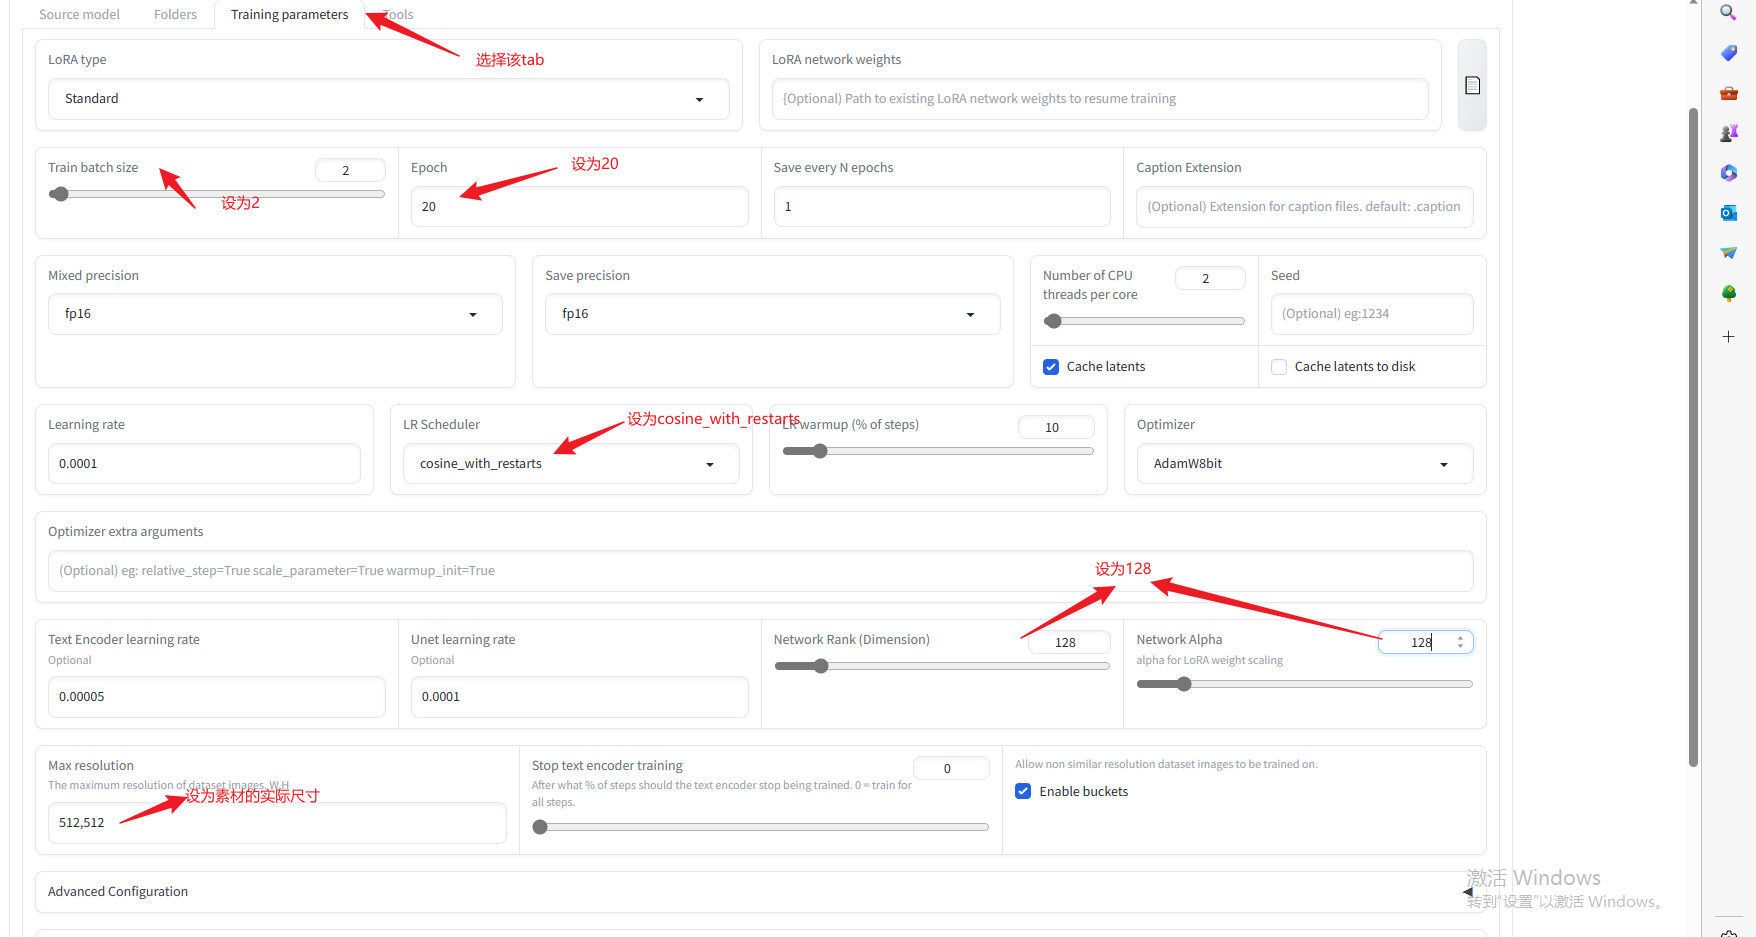 Source model
Folders
Training parameters
Tools
选择该tab
LoRA type
Standard
LoRA network weights
(Optional) Path to existing LoRA network weights to resume training
Train batch size
2
设为2
Epoch
设为20
20
Save every N epochs
1
Caption Extension
(Optional) Extension for caption files. default: .caption
Mixed precision
fp16
Save precision
fp16
Number of CPU
threads per core
2
Seed
(Optional) eg:1234
Cache latents
Cache latents to disk
Learning rate
0.0001
LR Scheduler
设为cosine_with_restarts
cosine_with_restarts
LR warmup (% of steps)
10
Optimizer
AdamW8bit
Optimizer extra arguments
(Optional) eg: relative_step=True scale_parameter=True warmup_init=True
设为128
Text Encoder learning rate
Optional
0.00005
Unet learning rate
Optional
0.0001
Network Rank (Dimension)
128
Network Alpha
alpha for LoRA weight scaling
128
Max resolution
The maximum resolution of dataset images. W,H
设为素材的实际尺寸
512,512
Stop text encoder training
After what % of steps should the text encoder stop being trained. 0 = train for
all steps.
0
Allow non similar resolution dataset images to be trained on.
Enable buckets
Advanced Configuration
激活 Windows
转到“设置”以激活 Windows。